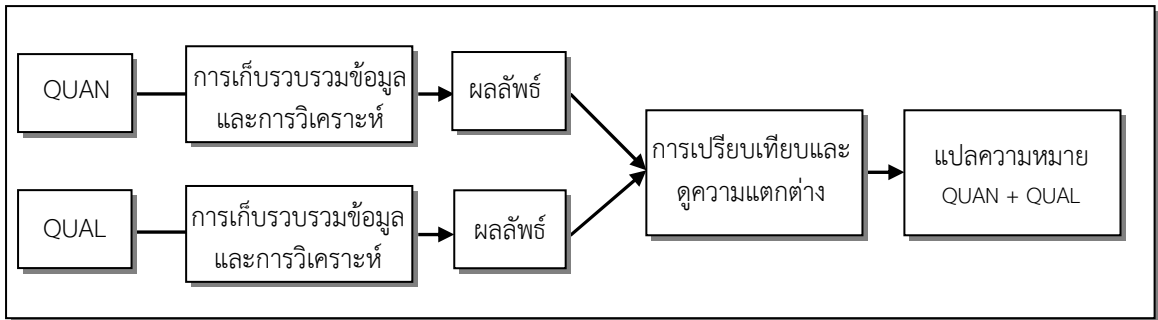 QUAN
การเก็บรวบรวมข้อมูล
และการวิเคราะห์
ผลลัพธ์
QUAL
การเก็บรวบรวมข้อมูล
และการวิเคราะห์
ผลลัพธ์
การเปรียบเทียบและ
ดูความแตกต่าง
แปลความหมาย
QUAN + QUAL